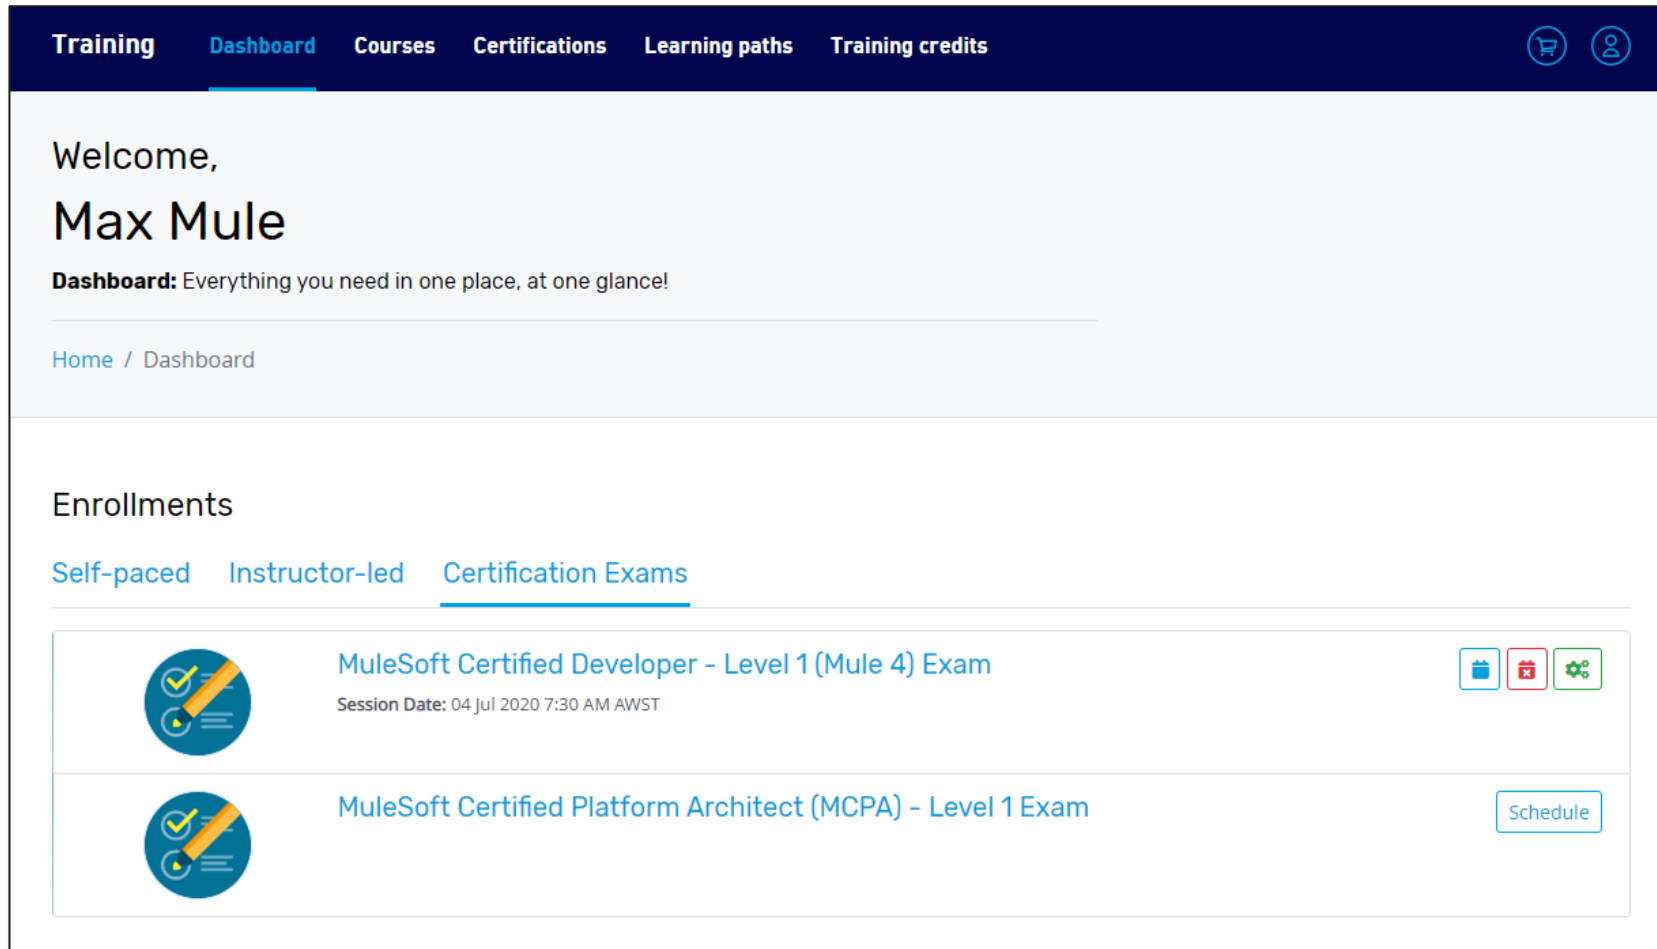 Training Dashboard Courses Certifications Learning paths Training credits
Welcome,
Max Mule
Dashboard: Everything you need in one place, at one glance!
Home / Dashboard
Enrollments
Self-paced Instructor-led Certification Exams
MuleSoft Certified Developer - Level 1 (Mule 4) Exam
Session Date: 04 Jul 2020 7:30 AM AWST
MuleSoft Certified Platform Architect (MCPA) - Level 1 Exam
Schedule